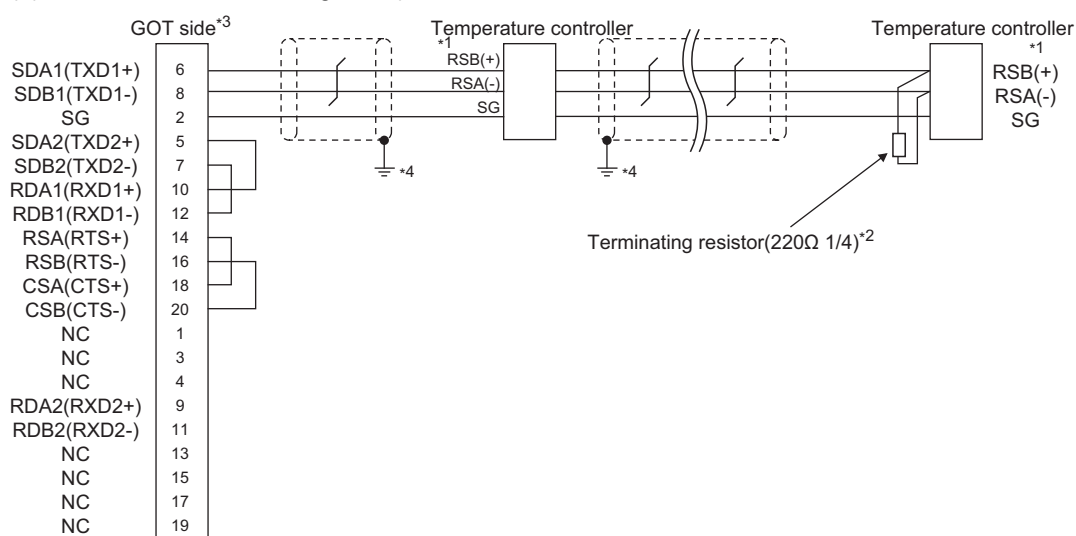 GOT side*3
Temperature controller
*1
Temperature controller
*1
SDA1(TXD1+) 6 RSB(+) RSB(+)
SDB1(TXD1-) 8 RSA(-) RSA(-)
SG 2 SG SG
SDA2(TXD2+) 5
SDB2(TXD2-) 7 *4 *4
RDA1(RXD1+) 10
RDB1(RXD1-) 12
RSA(RTS+) 14 Terminating resistor(220Ω 1/4)*2
RSB(RTS-) 16
CSA(CTS+) 18
CSB(CTS-) 20
NC 1
NC 3
NC 4
RDA2(RXD2+) 9
RDB2(RXD2-) 11
NC 13
NC 15
NC 17
NC 19